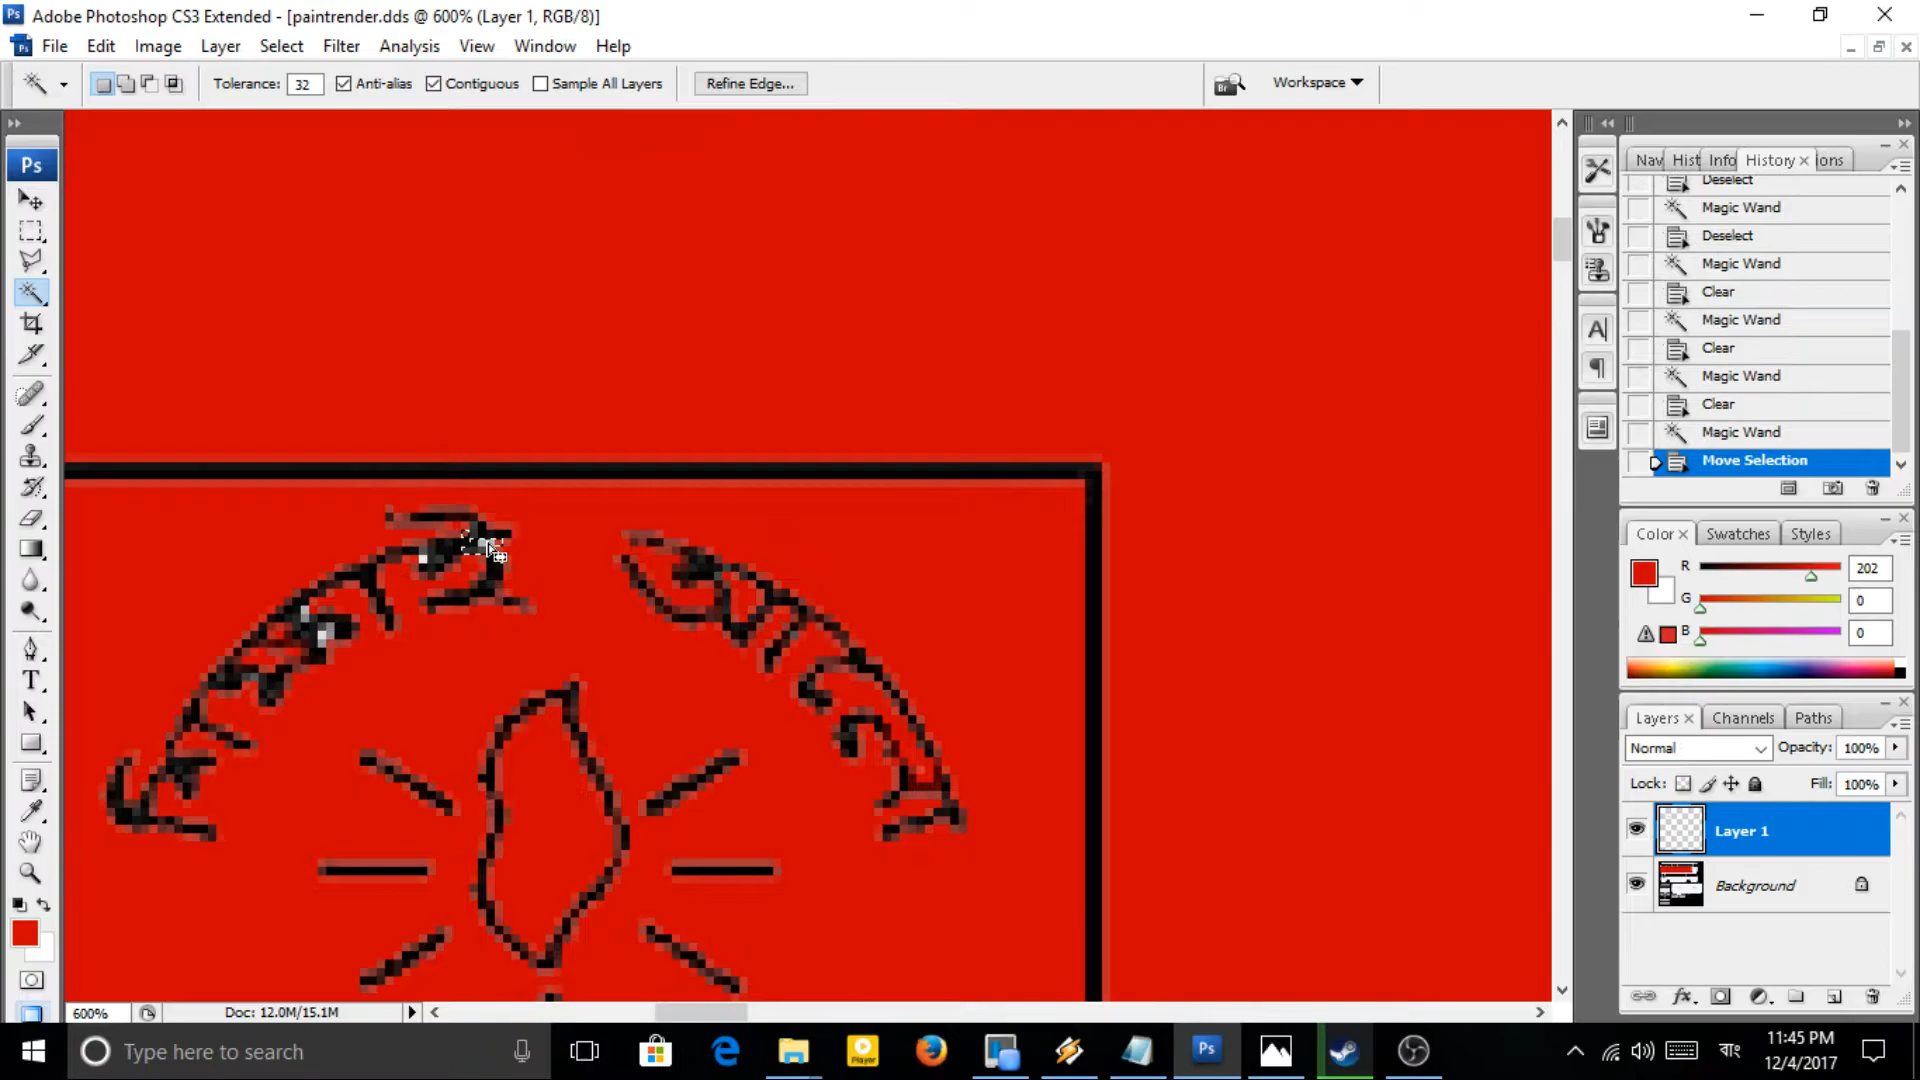 Adobe Photoshop CS3 Extended - [paintrender.dds @ 600% (Layer 1, RGB/8)]
File Edit Image Layer Select Filter Analysis View Window Help
Tolerance: 32 Anti-alias Contiguous Sample All Layers Refine Edge... Workspace
Ps
Nav Hist Info History ions
Deselect
Magic Wand
Deselect
Magic Wand
Clear
Magic Wand
Clear
Magic Wand
Clear
Magic Wand
Move Selection
Color Swatches Styles
R 202
G 0
B 0
Layers Channels Paths
Normal Opacity: 100%
Lock: Fill: 100%
Layer 1
Background
600% Doc: 12.0M/15.1M
Type here to search
Player
Ps
বাং
11:45 PM
12/4/2017